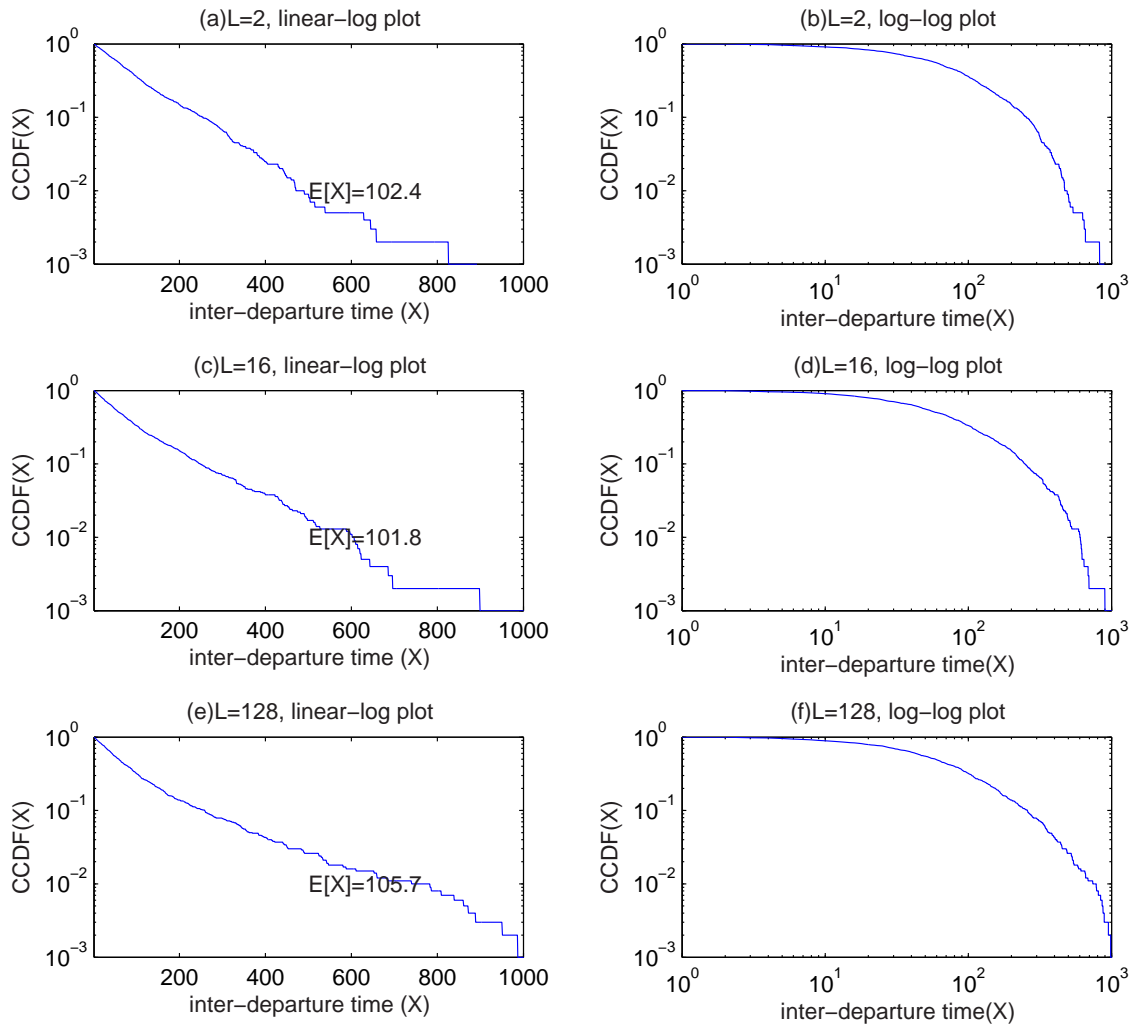 (a)L=2, linear−log plot
10^0
10^−1
10^−2
10^−3
CCDF(X)
E[X]=102.4
200 400 600 800 1000
inter−departure time (X)
(b)L=2, log−log plot
10^0
10^−1
10^−2
10^−3
CCDF(X)
10^0 10^1 10^2 10^3
inter−departure time(X)
(c)L=16, linear−log plot
10^0
10^−1
10^−2
10^−3
CCDF(X)
E[X]=101.8
200 400 600 800 1000
inter−departure time (X)
(d)L=16, log−log plot
10^0
10^−1
10^−2
10^−3
CCDF(X)
10^0 10^1 10^2 10^3
inter−departure time(X)
(e)L=128, linear−log plot
10^0
10^−1
10^−2
10^−3
CCDF(X)
E[X]=105.7
200 400 600 800 1000
inter−departure time (X)
(f)L=128, log−log plot
10^0
10^−1
10^−2
10^−3
CCDF(X)
10^0 10^1 10^2 10^3
inter−departure time(X)